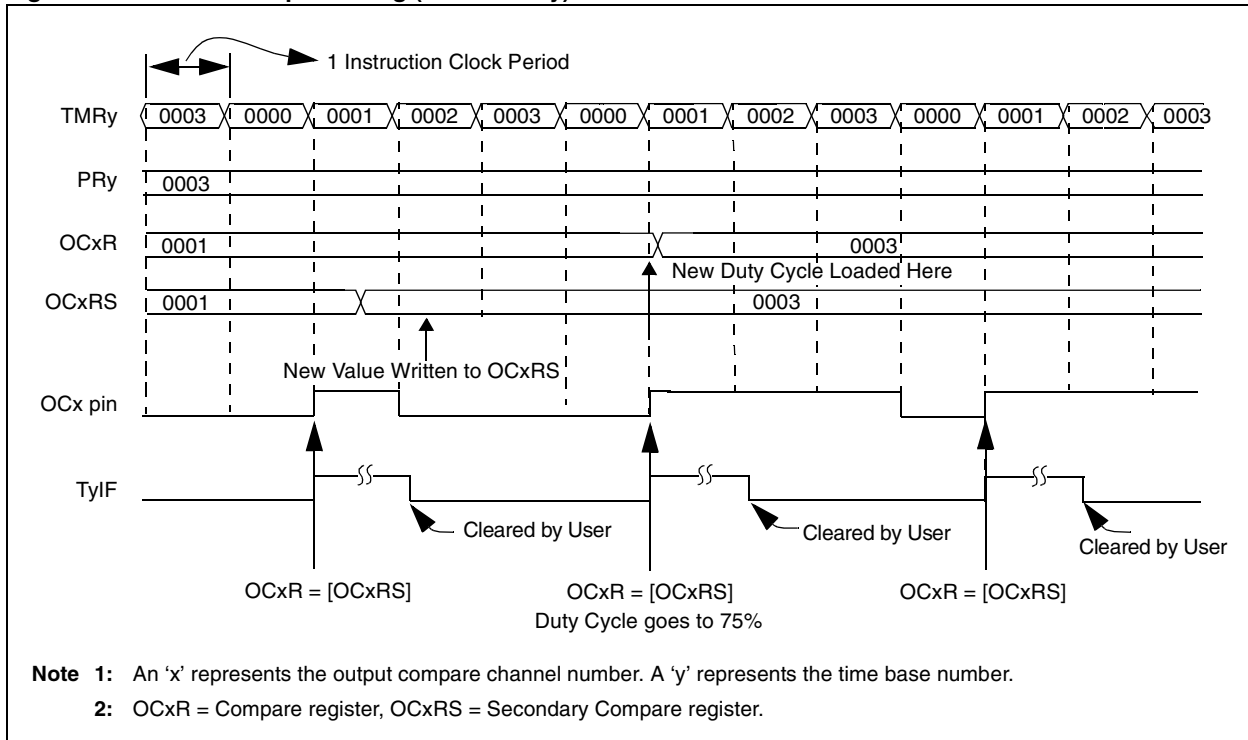 1 Instruction Clock Period
TMRy 0003 0000 0001 0002 0003 0000 0001 0002 0003 0000 0001 0002 0003
PRy 0003
OCxR 0001 0003
New Duty Cycle Loaded Here
OCxRS 0001 0003
New Value Written to OCxRS
OCx pin
TyIF
Cleared by User Cleared by User Cleared by User
OCxR = [OCxRS] OCxR = [OCxRS] OCxR = [OCxRS]
Duty Cycle goes to 75%
Note 1: An ‘x’ represents the output compare channel number. A ‘y’ represents the time base number.
2: OCxR = Compare register, OCxRS = Secondary Compare register.